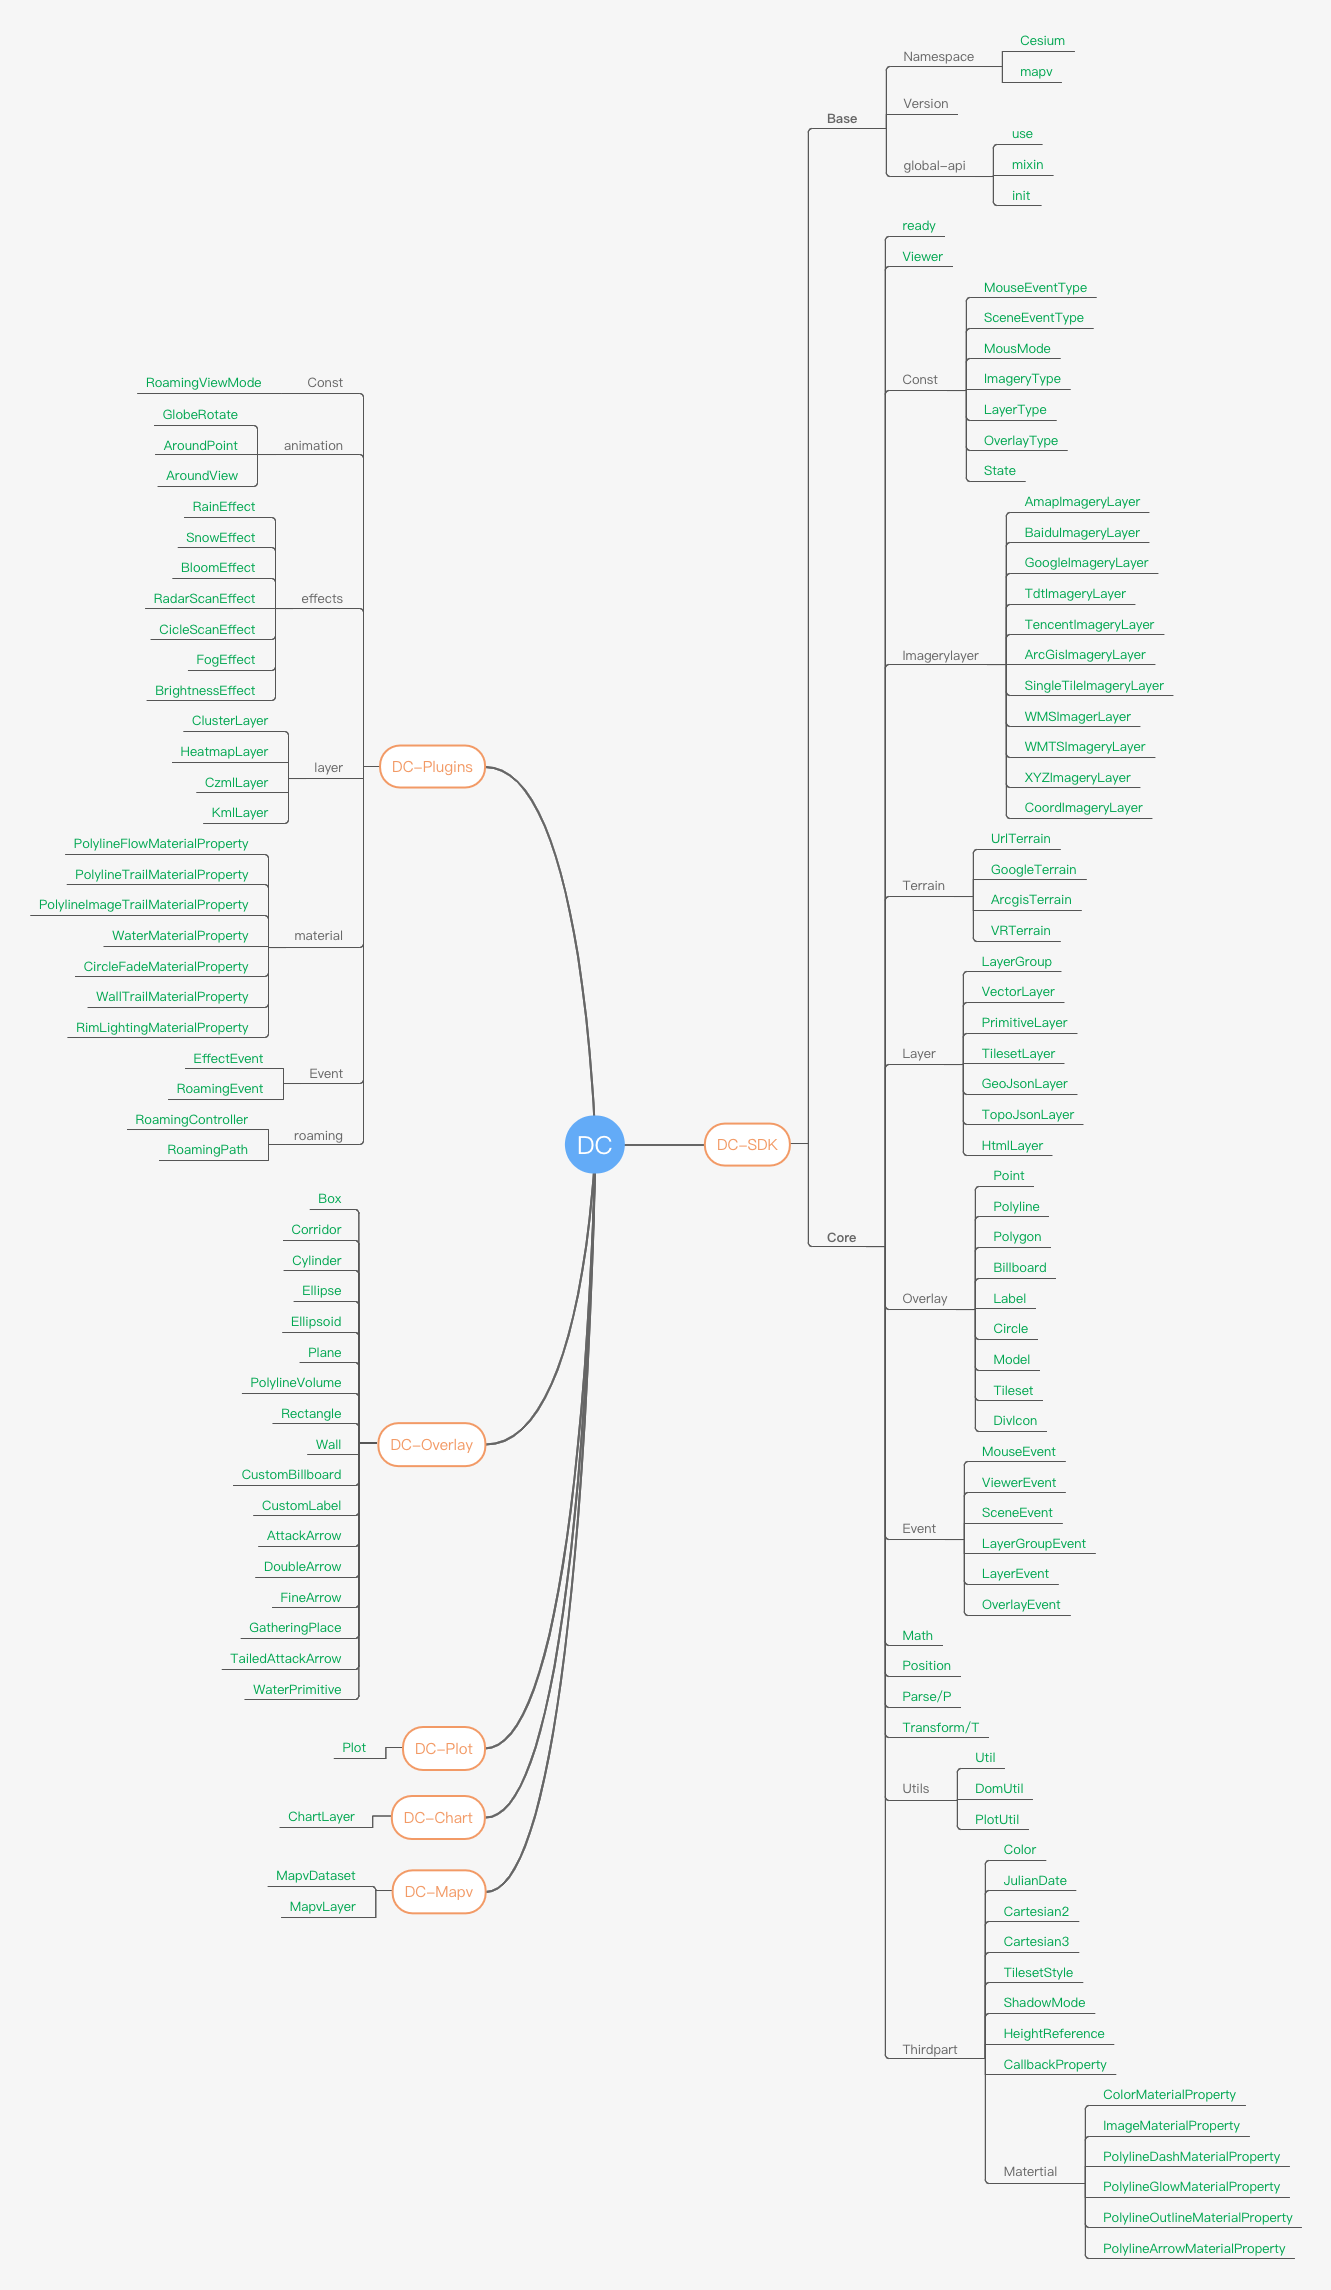 DC
DC-SDK
Base
Namespace
Cesium
mapv
Version
global-api
use
mixin
init
Core
ready
Viewer
Const
MouseEventType
SceneEventType
MousMode
ImageryType
LayerType
OverlayType
State
Imagerylayer
AmapImageryLayer
BaiduImageryLayer
GoogleImageryLayer
TdtImageryLayer
TencentImageryLayer
ArcGisImageryLayer
SingleTileImageryLayer
WMSImagerLayer
WMTSImageryLayer
XYZImageryLayer
CoordImageryLayer
Terrain
UrlTerrain
GoogleTerrain
ArcgisTerrain
VRTerrain
Layer
LayerGroup
VectorLayer
PrimitiveLayer
TilesetLayer
GeoJsonLayer
TopoJsonLayer
HtmlLayer
Overlay
Point
Polyline
Polygon
Billboard
Label
Circle
Model
Tileset
DivIcon
Event
MouseEvent
ViewerEvent
SceneEvent
LayerGroupEvent
LayerEvent
OverlayEvent
Math
Position
Parse/P
Transform/T
Utils
Util
DomUtil
PlotUtil
Thirdpart
Color
JulianDate
Cartesian2
Cartesian3
TilesetStyle
ShadowMode
HeightReference
CallbackProperty
Matertial
ColorMaterialProperty
ImageMaterialProperty
PolylineDashMaterialProperty
PolylineGlowMaterialProperty
PolylineOutlineMaterialProperty
PolylineArrowMaterialProperty
DC-Plugins
Const
RoamingViewMode
animation
GlobeRotate
AroundPoint
AroundView
effects
RainEffect
SnowEffect
BloomEffect
RadarScanEffect
CicleScanEffect
FogEffect
BrightnessEffect
layer
ClusterLayer
HeatmapLayer
CzmlLayer
KmlLayer
material
PolylineFlowMaterialProperty
PolylineTrailMaterialProperty
PolylineImageTrailMaterialProperty
WaterMaterialProperty
CircleFadeMaterialProperty
WallTrailMaterialProperty
RimLightingMaterialProperty
Event
EffectEvent
RoamingEvent
roaming
RoamingController
RoamingPath
DC-Overlay
Box
Corridor
Cylinder
Ellipse
Ellipsoid
Plane
PolylineVolume
Rectangle
Wall
CustomBillboard
CustomLabel
AttackArrow
DoubleArrow
FineArrow
GatheringPlace
TailedAttackArrow
WaterPrimitive
DC-Plot
Plot
DC-Chart
ChartLayer
DC-Mapv
MapvDataset
MapvLayer